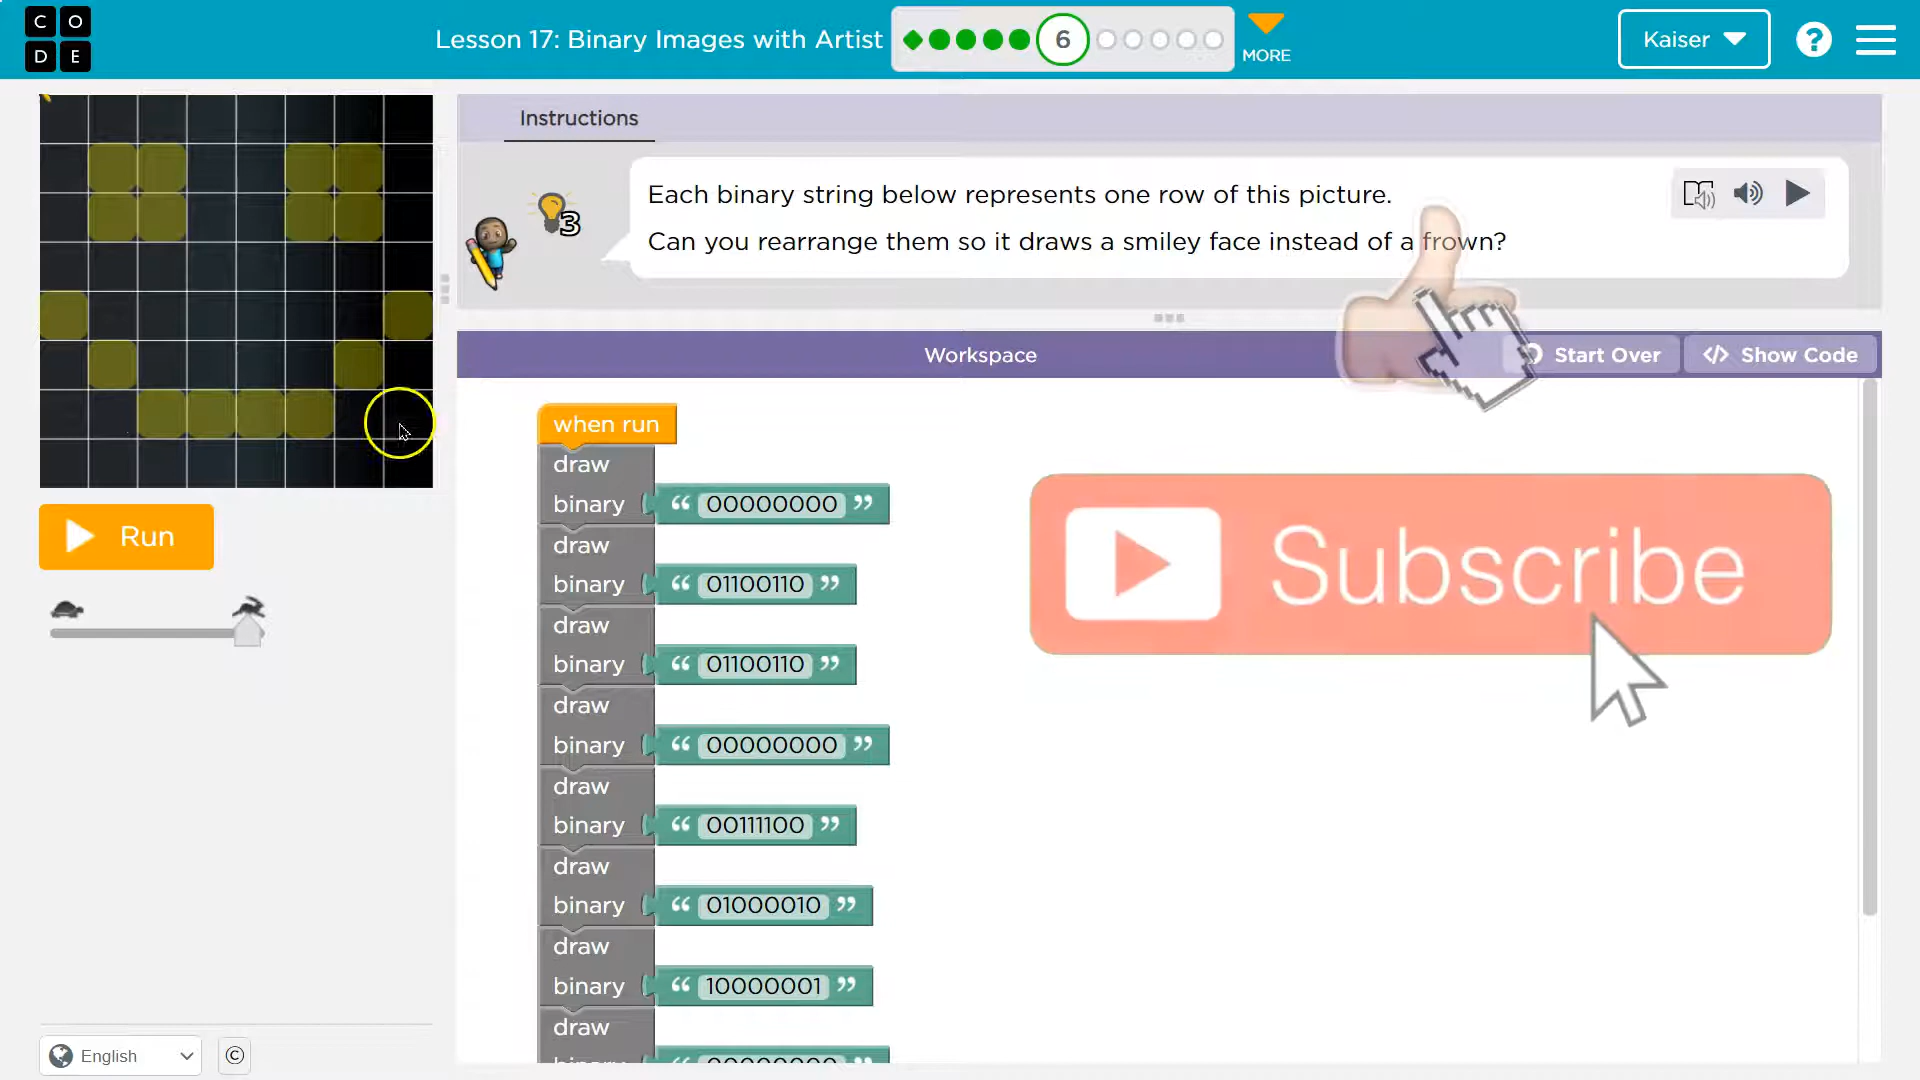 C O
D E
Lesson 17: Binary Images with Artist
6
MORE
Kaiser
?
Instructions
3
Each binary string below represents one row of this picture.
Can you rearrange them so it draws a smiley face instead of a frown?
Workspace
Start Over
</> Show Code
when run
draw
binary “ 00000000 ”
draw
binary “ 01100110 ”
draw
binary “ 01100110 ”
draw
binary “ 00000000 ”
draw
binary “ 00111100 ”
draw
binary “ 01000010 ”
draw
binary “ 10000001 ”
draw
binary “ 00000000 ”
Run
Subscribe
English
©